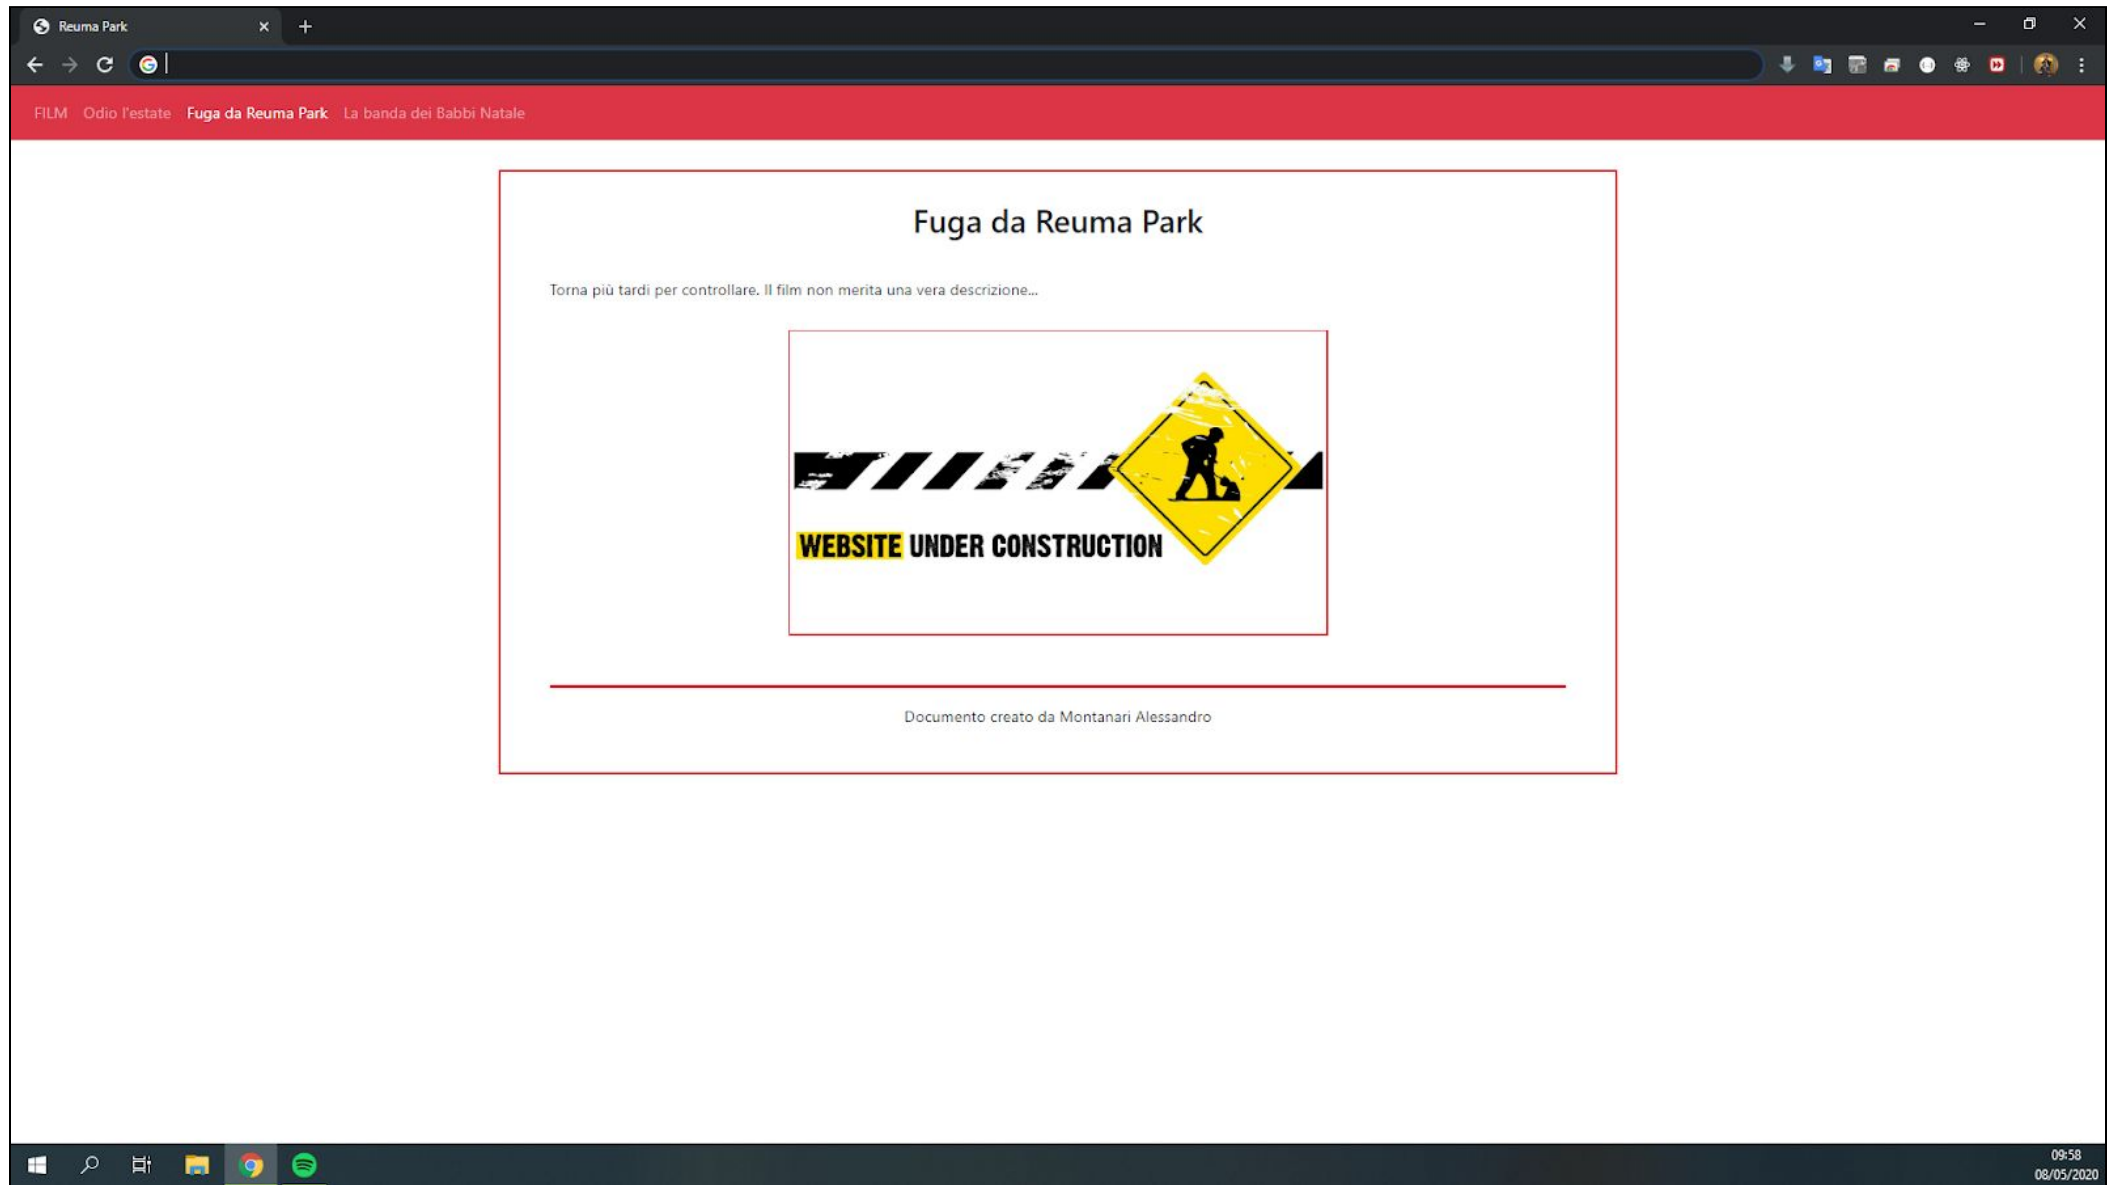 Reuma Park
FILM Odio l'estate Fuga da Reuma Park La banda dei Babbi Natale
Fuga da Reuma Park
Torna più tardi per controllare. Il film non merita una vera descrizione...
WEBSITE UNDER CONSTRUCTION
Documento creato da Montanari Alessandro
09:58
08/05/2020